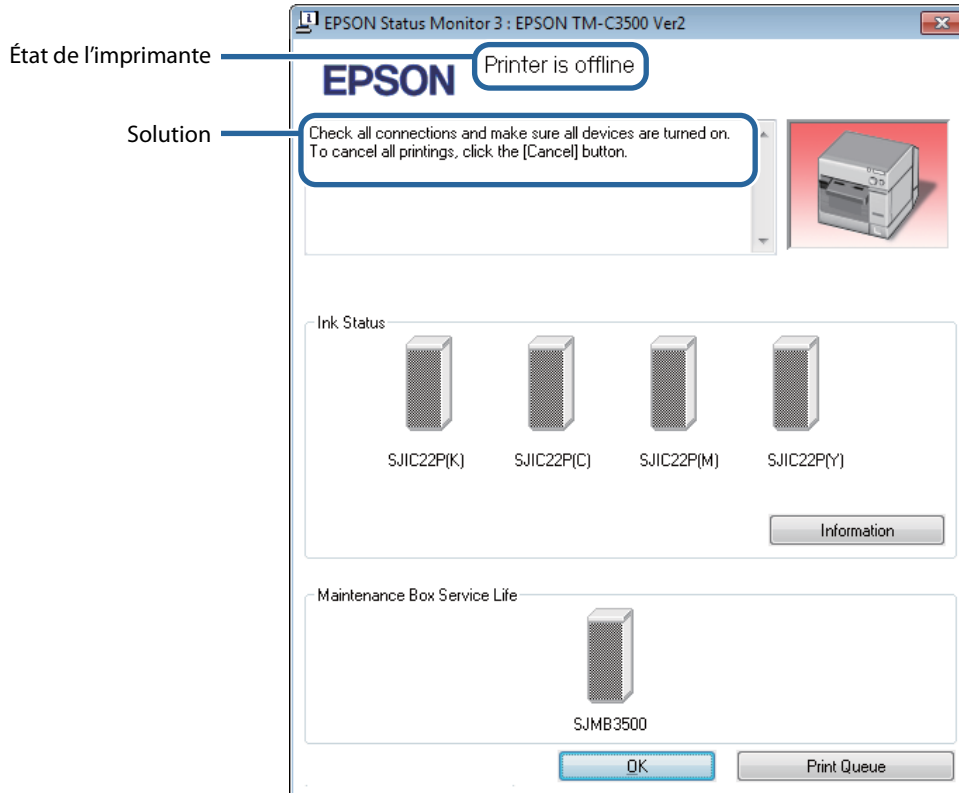 EPSON Status Monitor 3 : EPSON TM-C3500 Ver2
État de l'imprimante
EPSON
Printer is offline
Solution
Check all connections and make sure all devices are turned on.
To cancel all printings, click the [Cancel] button.
Ink Status
SJIC22P(K)
SJIC22P(C)
SJIC22P(M)
SJIC22P(Y)
Information
Maintenance Box Service Life
SJMB3500
OK
Print Queue